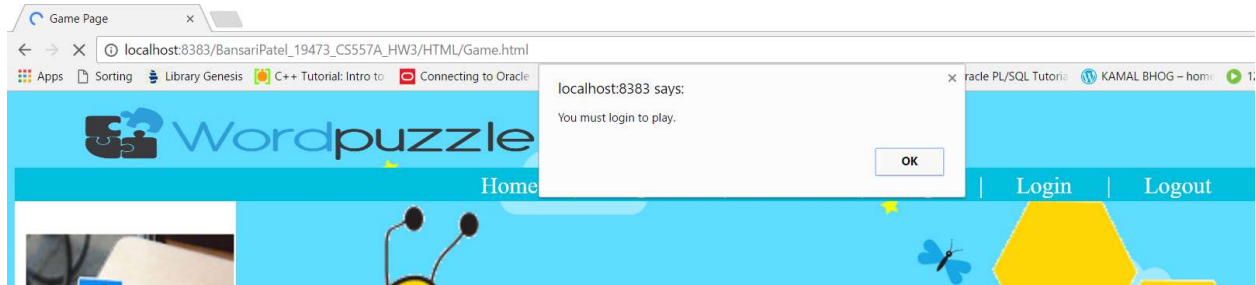 Game Page
localhost:8383/BansariPatel_19473_CS557A_HW3/HTML/Game.html
Apps Sorting Library Genesis C++ Tutorial: Intro to Connecting to Oracle racle PL/SQL Tutoria KAMAL BHOG – home 12
localhost:8383 says:
You must login to play.
OK
Wordpuzzle
Home | Login | Logout